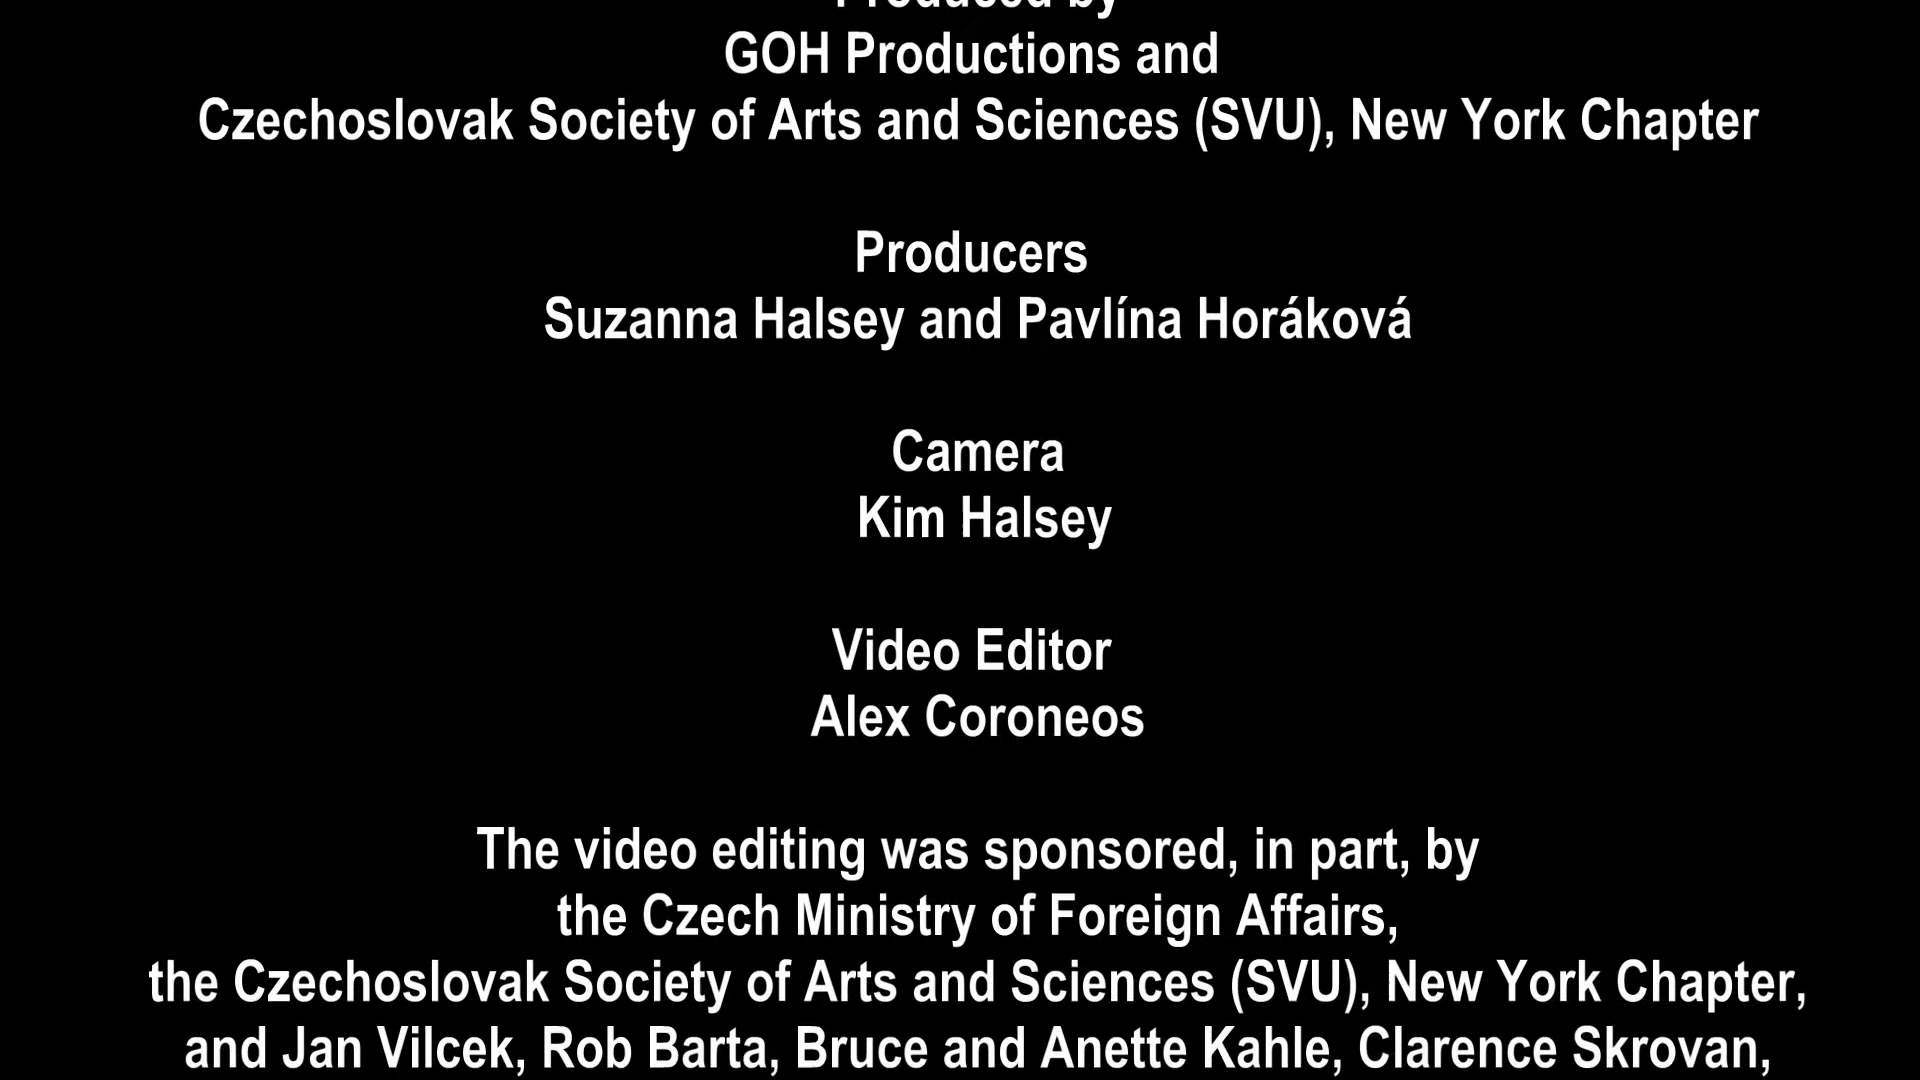 Produced by
GOH Productions and
Czechoslovak Society of Arts and Sciences (SVU), New York Chapter
Producers
Suzanna Halsey and Pavlína Horáková
Camera
Kim Halsey
Video Editor
Alex Coroneos
The video editing was sponsored, in part, by
the Czech Ministry of Foreign Affairs,
the Czechoslovak Society of Arts and Sciences (SVU), New York Chapter,
and Jan Vilcek, Rob Barta, Bruce and Anette Kahle, Clarence Skrovan,